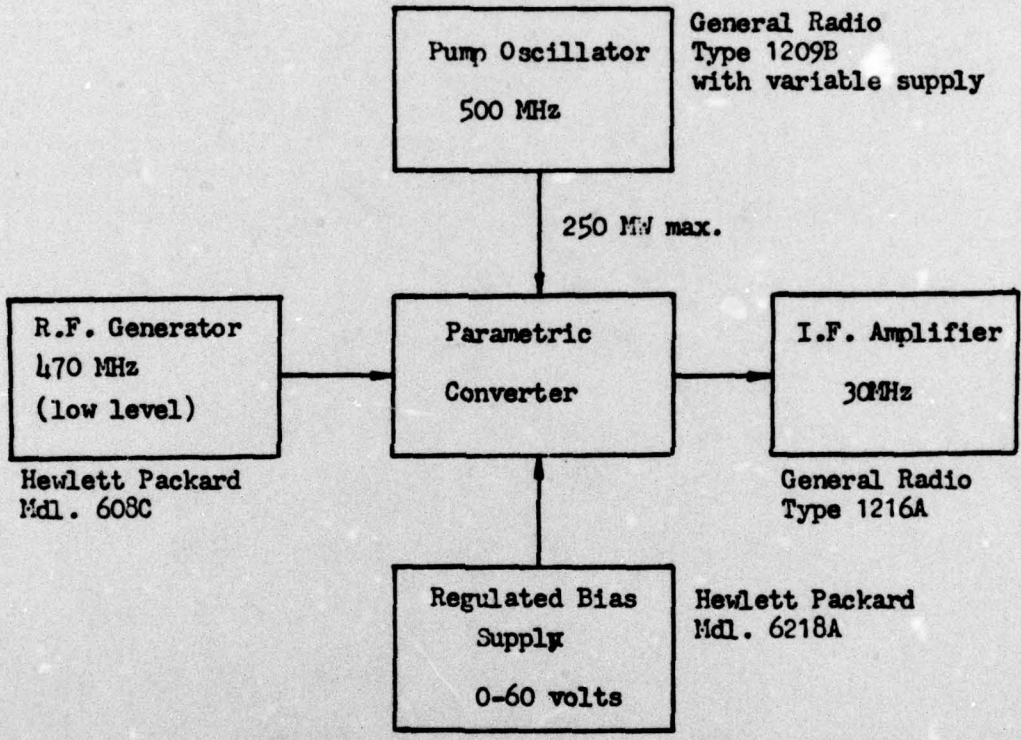 Pump Oscillator
500 MHz
General Radio
Type 1209B
with variable supply
250 MW max.
R.F. Generator
470 MHz
(low level)
Hewlett Packard
Mdl. 608C
Parametric
Converter
I.F. Amplifier
30MHz
General Radio
Type 1216A
Regulated Bias
Supply
0-60 volts
Hewlett Packard
Mdl. 6218A